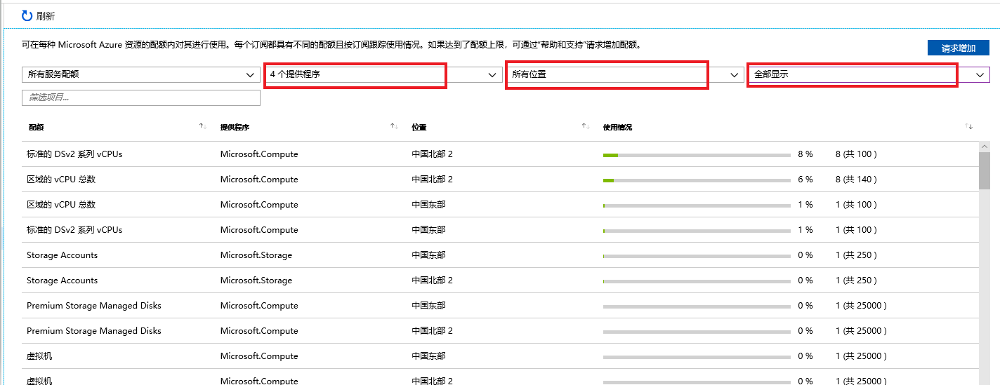 刷新
可在每种 Microsoft Azure 资源的配额内对其进行使用。每个订阅都具有不同的配额且按订阅跟踪使用情况。如果达到了配额上限，可通过“帮助和支持”请求增加配额。
请求增加
所有服务配额 4 个提供程序 所有位置 全部显示
筛选项目...
配额 提供程序 位置 使用情况
标准的 DSv2 系列 vCPUs Microsoft.Compute 中国北部 2 8 % 8 (共 100 )
区域的 vCPU 总数 Microsoft.Compute 中国北部 2 6 % 8 (共 140 )
区域的 vCPU 总数 Microsoft.Compute 中国东部 1 % 1 (共 100 )
标准的 DSv2 系列 vCPUs Microsoft.Compute 中国东部 1 % 1 (共 100 )
Storage Accounts Microsoft.Storage 中国东部 0 % 1 (共 250 )
Storage Accounts Microsoft.Storage 中国北部 2 0 % 1 (共 250 )
Premium Storage Managed Disks Microsoft.Compute 中国东部 0 % 1 (共 25000 )
Premium Storage Managed Disks Microsoft.Compute 中国北部 2 0 % 1 (共 25000 )
虚拟机 Microsoft.Compute 中国东部 0 % 1 (共 25000 )
虚拟机 Microsoft.Compute 中国北部 2 0 % 1 (共 25000 )